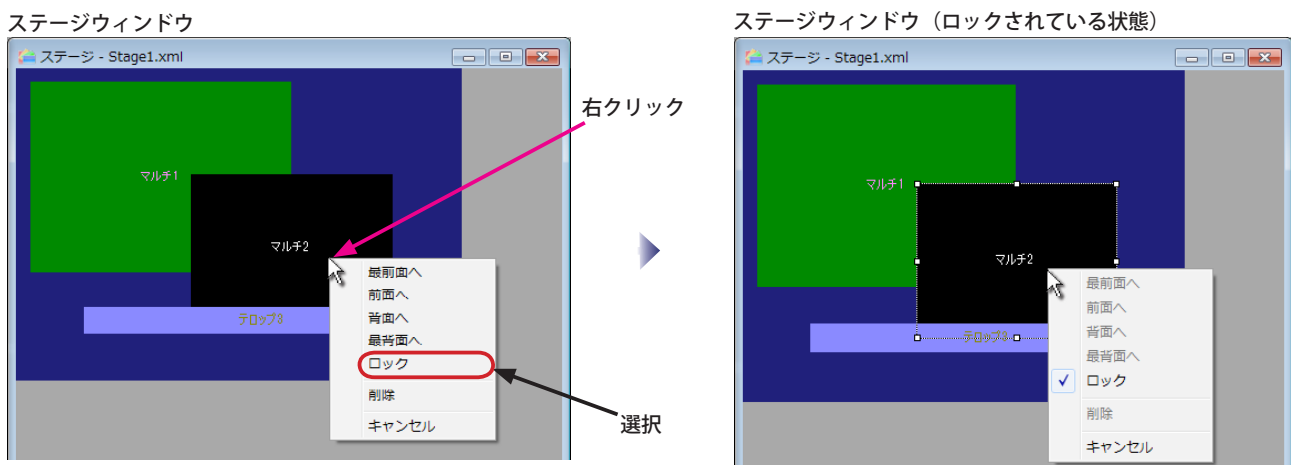 ステージウィンドウ
ステージ - Stage1.xml
マルチ1
マルチ2
テロップ3
最前面へ
前面へ
背面へ
最背面へ
ロック
削除
キャンセル
右クリック
選択
ステージウィンドウ（ロックされている状態）
ステージ - Stage1.xml
マルチ1
マルチ2
テロップ3
最前面へ
前面へ
背面へ
最背面へ
ロック
削除
キャンセル